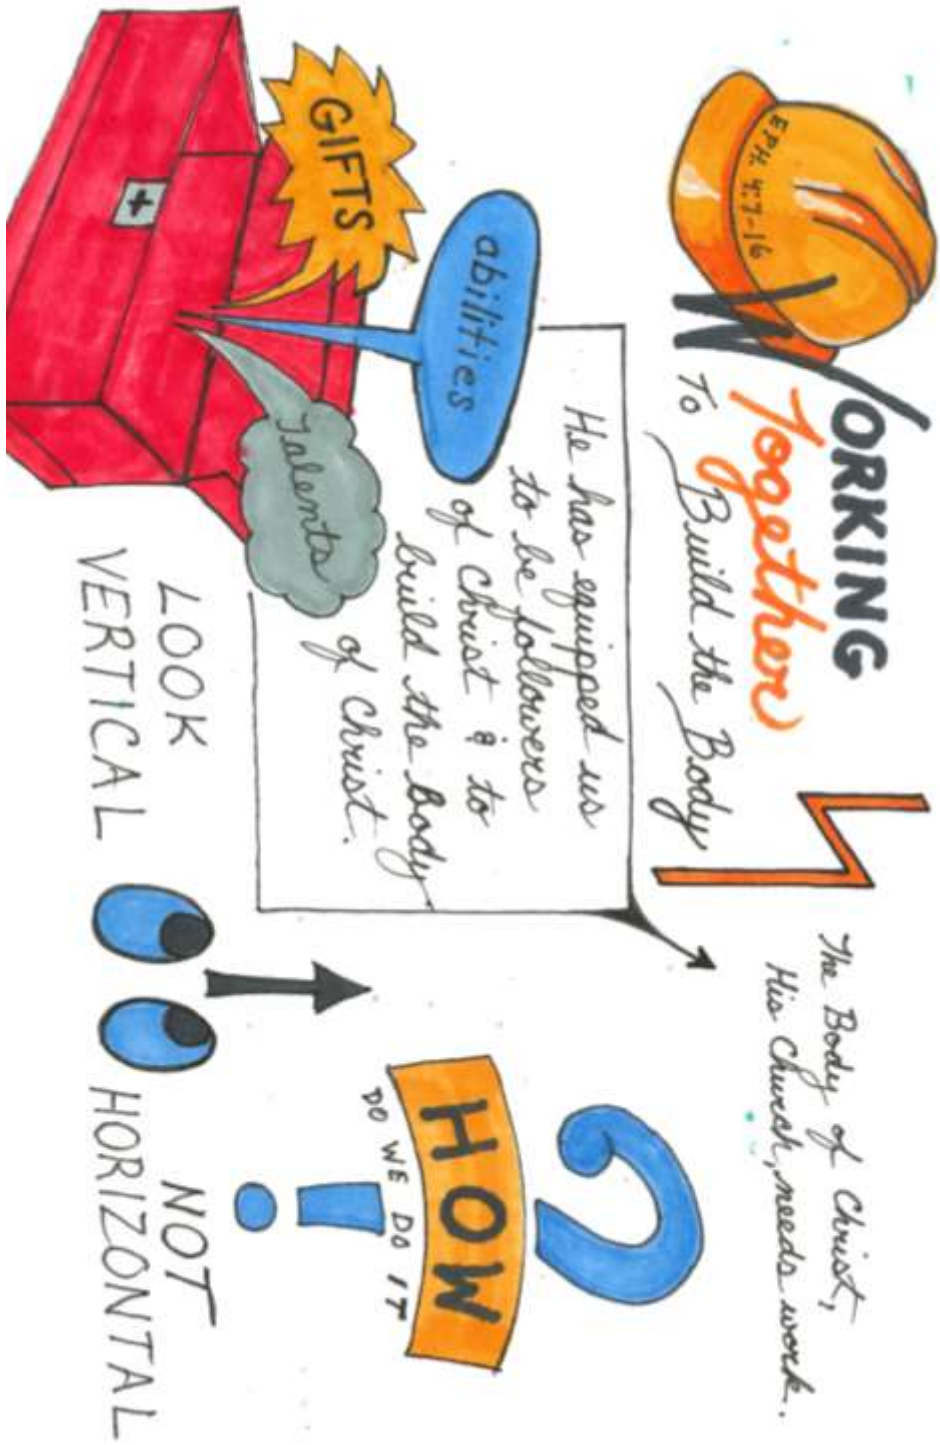 EPH. 4:7-16
WORKING
Together
To Build the Body
The Body of Christ,
His Church, needs work.
He has equipped us
to be followers
of Christ & to
build the body
of Christ.
GIFTS
abilities
Talents
HOW
DO WE DO IT
LOOK
VERTICAL
NOT
HORIZONTAL